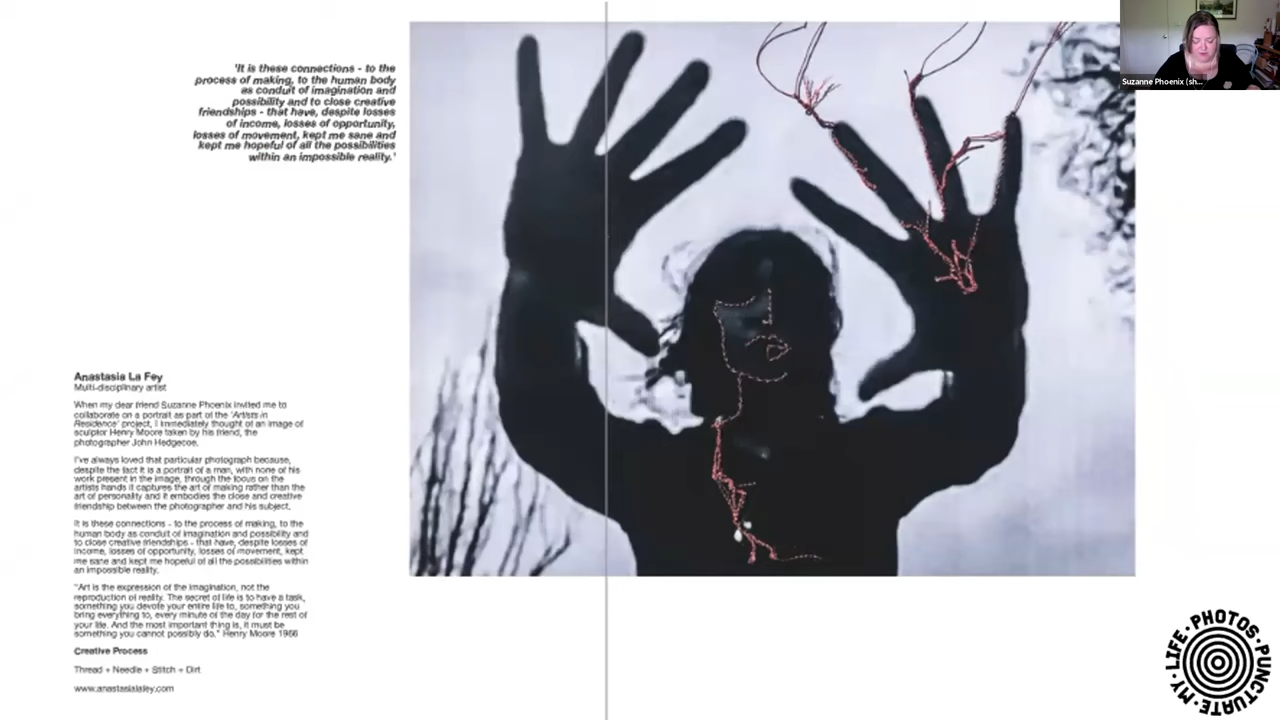 'It is these connections - to the
process of making, to the human body
as conduit of imagination and
possibility and to close creative
friendships - that have, despite losses
of income, losses of opportunity,
losses of movement, kept me sane and
kept me hopeful of all the possibilities
within an impossible reality.'
Suzanne Phoenix (sh...
Anastasia La Fey
Multi-disciplinary artist
When my dear friend Suzanne Phoenix invited me to
collaborate on a portrait as part of the 'Artists in
Residence' project, I immediately thought of an image of
sculptor Henry Moore taken by his friend, the
photographer John Hedgecoe.
I've always loved that particular photograph because,
despite the fact it is a portrait of a man, with none of his
work present in the image, through the focus on the
artists hands it captures the art of making rather than the
art of personality and it embodies the close and creative
friendship between the photographer and his subject.
It is these connections - to the process of making, to the
human body as conduit of imagination and possibility and
to close creative friendships - that have, despite losses of
income, losses of opportunity, losses of movement, kept
me sane and kept me hopeful of all the possibilities within
an impossible reality.
"Art is the expression of the imagination, not the
reproduction of reality. The secret of life is to have a task,
something you devote your entire life to, something you
bring everything to, every minute of the day for the rest of
your life. And the most important thing is, it must be
something you cannot possibly do." Henry Moore 1986
Creative Process
Thread + Needle + Stitch + Dirt
www.anastasialafey.com
PHOTOS · PUNCTUATE · MY · LIFE ·